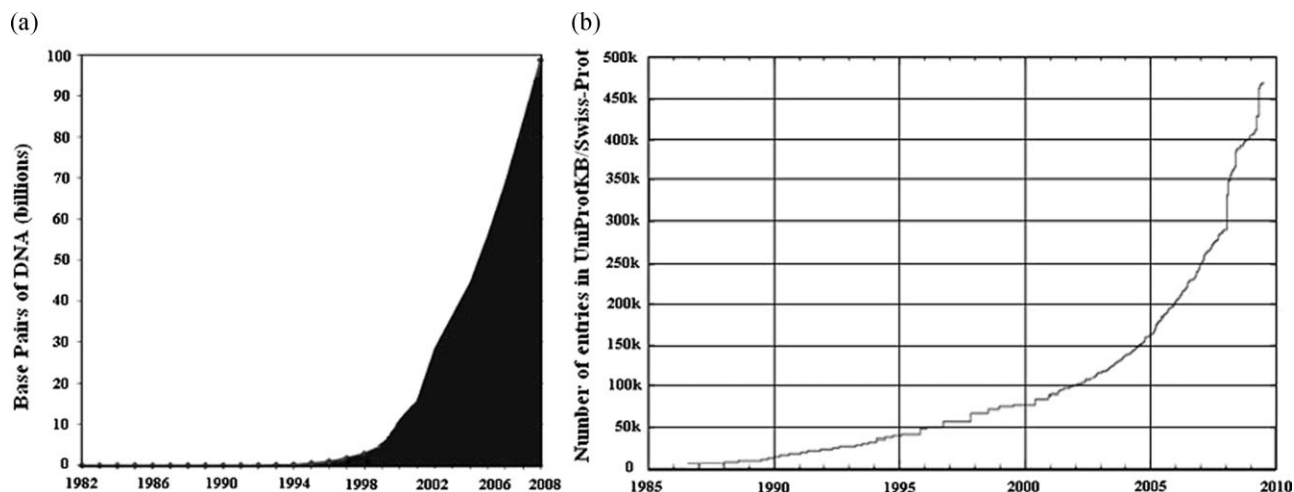 (a)
Base Pairs of DNA (billions)
100
90
80
70
60
50
40
30
20
10
0
1982
1986
1990
1994
1998
2002
2006
2008
(b)
Number of entries in UniProtKB/Swiss-Prot
500k
450k
400k
350k
300k
250k
200k
150k
100k
50k
0
1985
1990
1995
2000
2005
2010